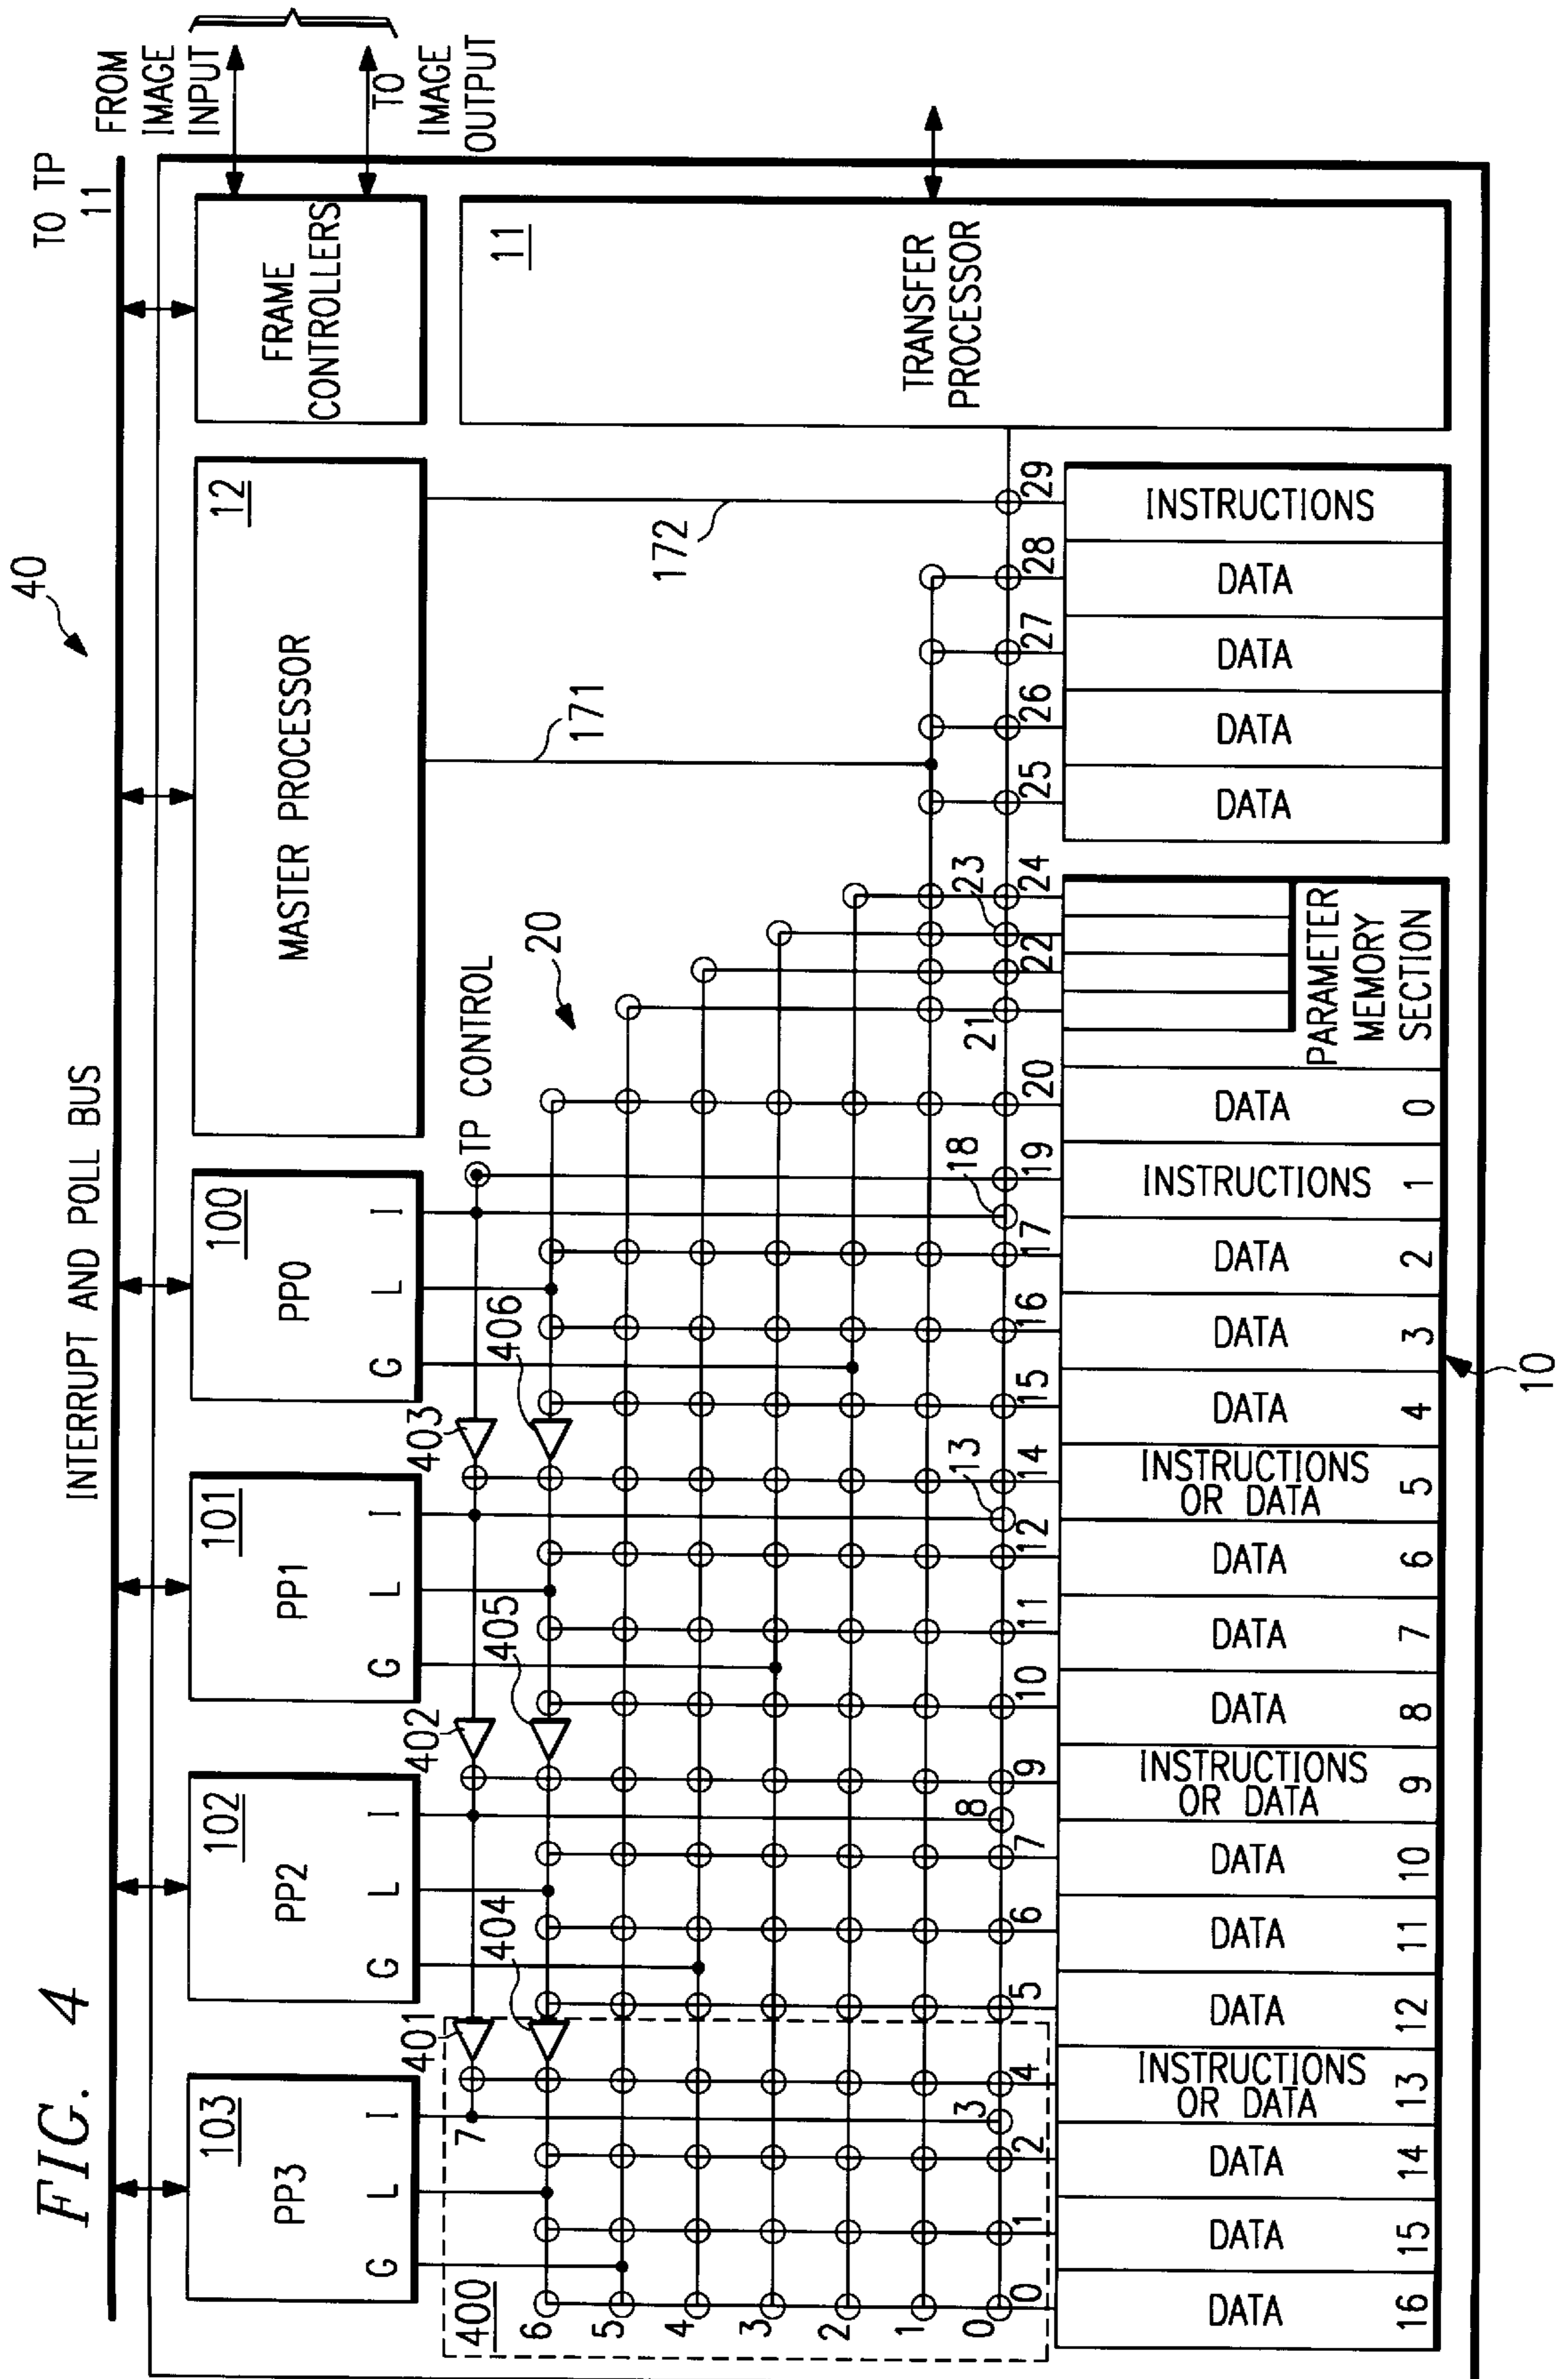 FIG. 4
40
INTERRUPT AND POLL BUS
TO TP
11
FROM
IMAGE
INPUT
TO
IMAGE
OUTPUT
103
PP3
G L I
102
PP2
G L I
101
PP1
G L I
100
PP0
G L I
12
MASTER PROCESSOR
FRAME
CONTROLLERS
11
TRANSFER
PROCESSOR
TP CONTROL
20
171
172
400
401
402
403
404
405
406
7
6
5
4
3
2
1
0
0 1 2 3 4 5 6 7 8 9 10 11 12 13 14 15 16 17 18 19 20 21 22 23 24 25 26 27 28 29
DATA
16
DATA
15
DATA
14
INSTRUCTIONS
OR DATA
13
DATA
12
DATA
11
DATA
10
INSTRUCTIONS
OR DATA
9
DATA
8
DATA
7
DATA
6
INSTRUCTIONS
OR DATA
5
DATA
4
DATA
3
DATA
2
INSTRUCTIONS
1
DATA
0
PARAMETER
MEMORY
SECTION
DATA
DATA
DATA
DATA
INSTRUCTIONS
10